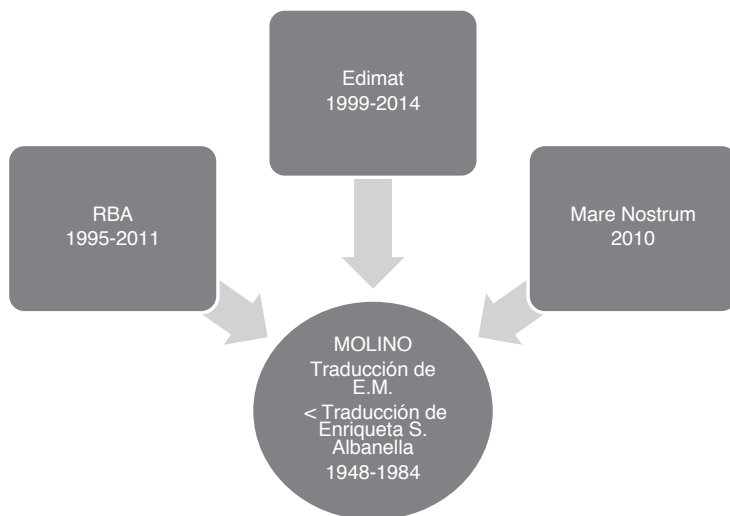 Edimat
1999-2014
RBA
1995-2011
Mare Nostrum
2010
MOLINO
Traducción de
E.M.
< Traducción de
Enriqueta S.
Albanella
1948-1984